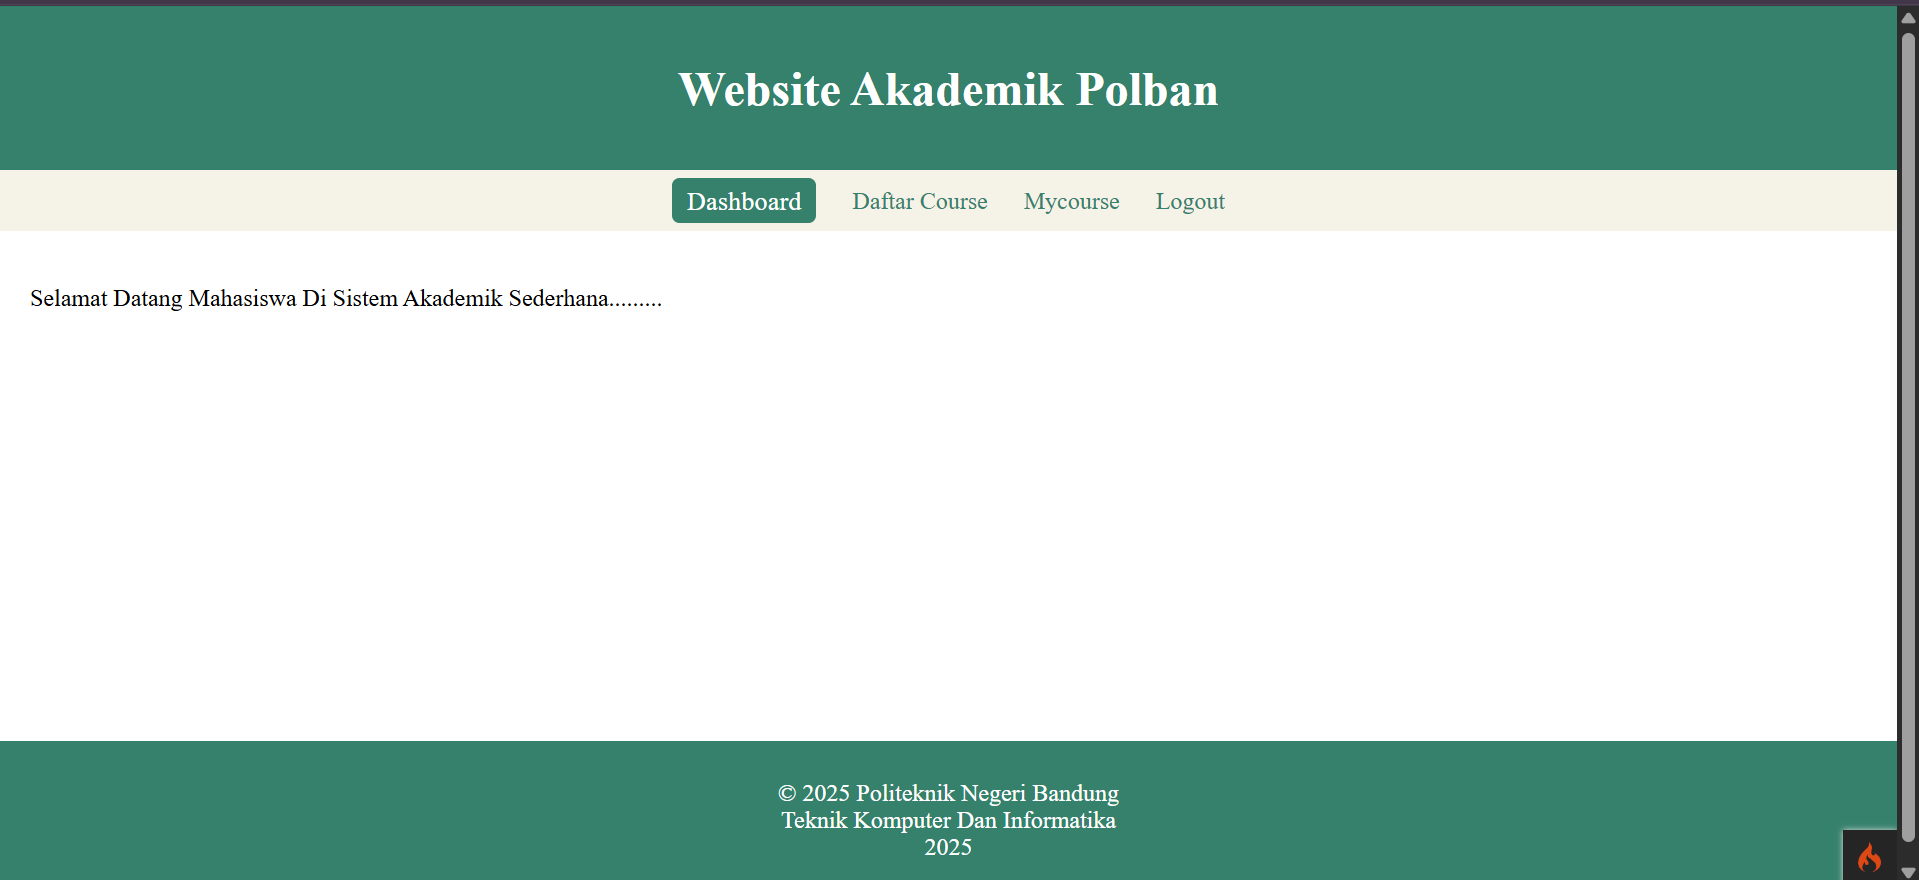 Website Akademik Polban
Dashboard Daftar Course Mycourse Logout
Selamat Datang Mahasiswa Di Sistem Akademik Sederhana.........
© 2025 Politeknik Negeri Bandung
Teknik Komputer Dan Informatika
2025